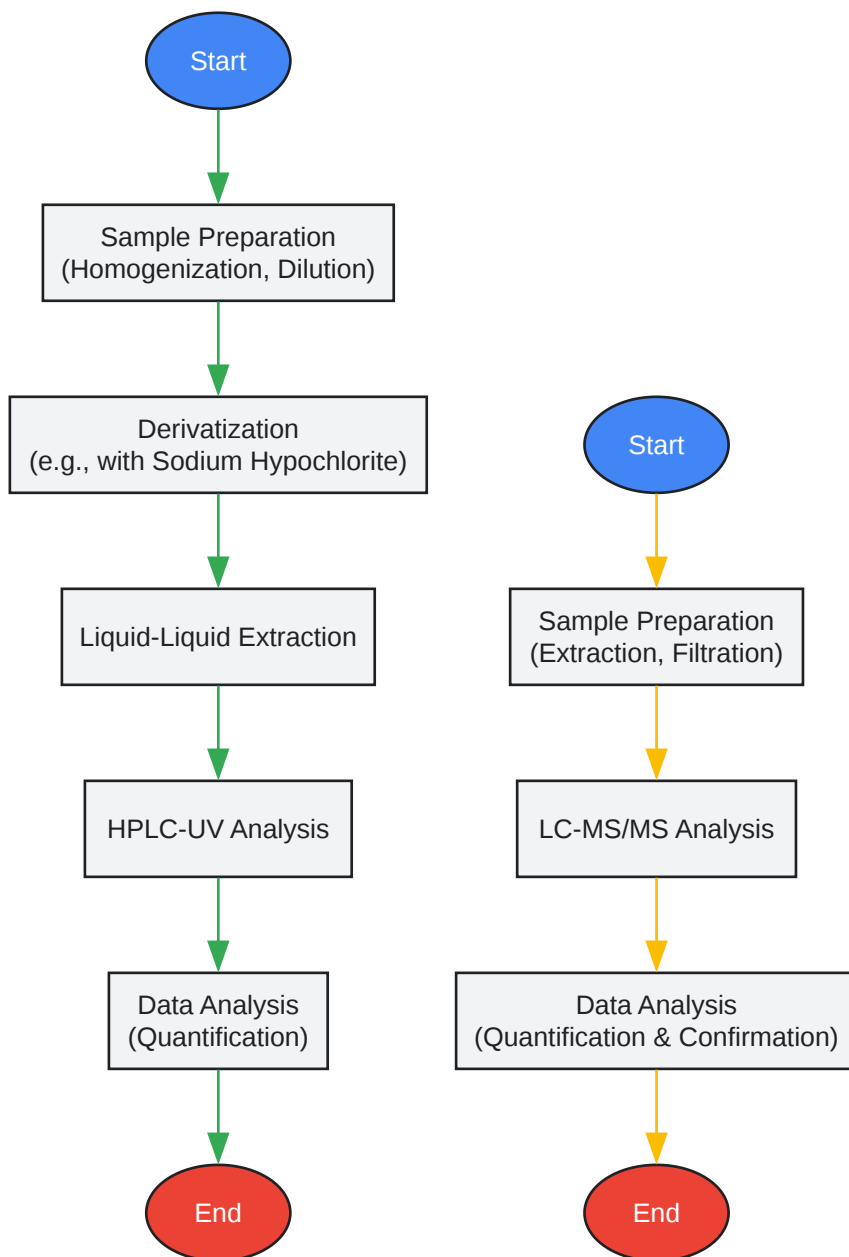 Start
Sample Preparation
(Homogenization, Dilution)
Derivatization
(e.g., with Sodium Hypochlorite)
Liquid-Liquid Extraction
HPLC-UV Analysis
Data Analysis
(Quantification)
End
Start
Sample Preparation
(Extraction, Filtration)
LC-MS/MS Analysis
Data Analysis
(Quantification & Confirmation)
End